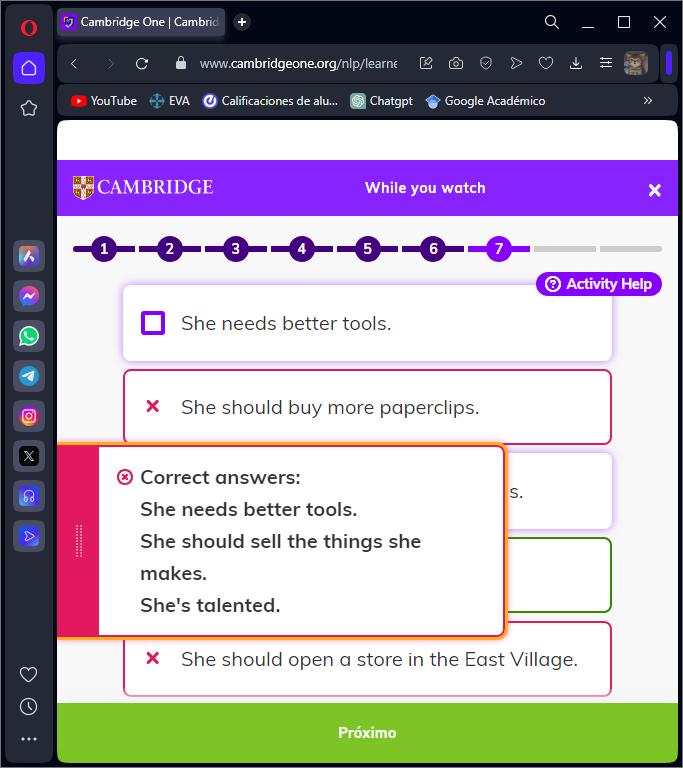 Cambridge One | Cambrid
www.cambridgeone.org/nlp/learne
YouTube
EVA
Calificaciones de alu...
Chatgpt
Google Académico
»
CAMBRIDGE
While you watch
1 2 3 4 5 6 7
Activity Help
She needs better tools.
She should buy more paperclips.
s.
Correct answers:
She needs better tools.
She should sell the things she
makes.
She's talented.
She should open a store in the East Village.
Próximo